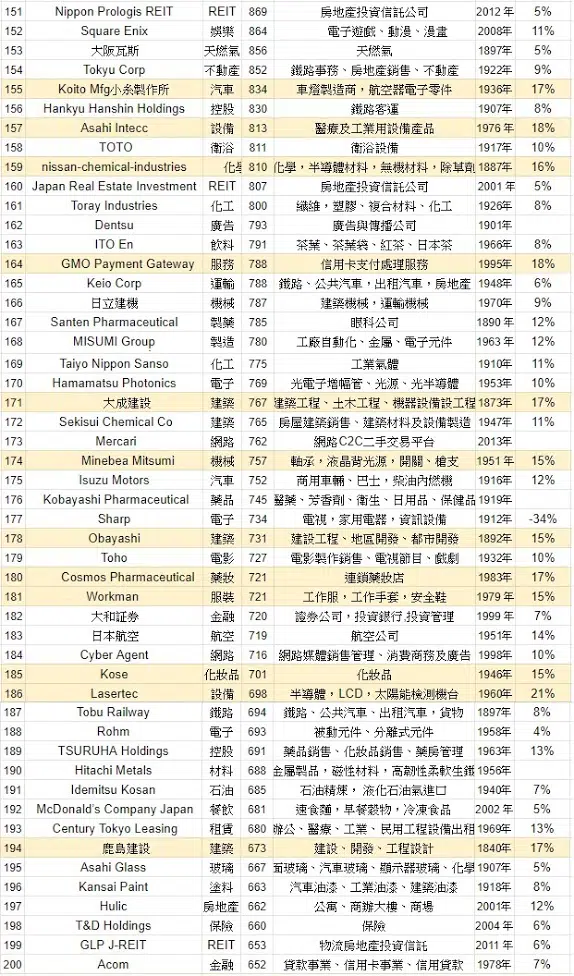 151 Nippon Prologis REIT REIT 869 房地產投資信託公司 2012 年 5%
152 Square Enix 娛樂 864 電子遊戲、動漫、漫畫 2008年 11%
153 大阪瓦斯 天然氣 856 天然氣 1897年 5%
154 Tokyu Corp 不動產 852 鐵路事務、房地產銷售、不動產 1922年 9%
155 Koito Mfg小糸製作所 汽車 834 車燈製造商，航空器電子零件 1936年 17%
156 Hankyu Hanshin Holdings 控股 830 鐵路客運 1907年 8%
157 Asahi Intecc 設備 813 醫療及工業用設備產品 1976 年 18%
158 TOTO 衛浴 811 衛浴設備 1917年 10%
159 nissan-chemical-industries 化學 810 化學，半導體材料，無機材料，除草劑 1887年 16%
160 Japan Real Estate Investment REIT 807 房地產投資信託公司 2001 年 5%
161 Toray Industries 化工 800 纖維，塑膠、複合材料、化工 1926年 8%
162 Dentsu 廣告 793 廣告與傳播公司 1901年
163 ITO En 飲料 791 茶葉、茶葉袋、紅茶、日本茶 1966年 8%
164 GMO Payment Gateway 服務 788 信用卡支付處理服務 1995年 18%
165 Keio Corp 運輸 788 鐵路、公共汽車，出租汽車，房地產 1948年 6%
166 日立建機 機械 787 建築機械，運輸機械 1970年 9%
167 Santen Pharmaceutical 製藥 785 眼科公司 1890 年 12%
168 MISUMI Group 製造 780 工廠自動化、金屬、電子元件 1963 年 12%
169 Taiyo Nippon Sanso 化工 775 工業氣體 1910年 11%
170 Hamamatsu Photonics 電子 769 光電子增幅管、光源、光半導體 1953年 10%
171 大成建設 建築 767 建築工程、土木工程、機器設備設工程 1873年 17%
172 Sekisui Chemical Co 建築 765 房屋建築銷售、建築材料及設備製造 1947年 11%
173 Mercari 網路 762 網路C2C二手交易平台 2013年
174 Minebea Mitsumi 機械 757 軸承，液晶背光源，開關、槍支 1951 年 15%
175 Isuzu Motors 汽車 752 商用車輛、巴士，柴油內燃機 1916年 12%
176 Kobayashi Pharmaceutical 藥品 745 醫藥、芳香劑、衛生、日用品、保健品 1919年
177 Sharp 電子 734 電視，家用電器，資訊設備 1912年 -34%
178 Obayashi 建築 731 建設工程、地區開發、都市開發 1892年 15%
179 Toho 電影 727 電影製作銷售、電視節目、戲劇 1932年 10%
180 Cosmos Pharmaceutical 藥妝 721 連鎖藥妝店 1983年 17%
181 Workman 服裝 721 工作服，工作手套，安全鞋 1979 年 15%
182 大和証券 金融 720 證券公司，投資銀行,投資管理 1999 年 7%
183 日本航空 航空 719 航空公司 1951年 14%
184 Cyber Agent 網路 716 網路媒體銷售管理、消費商務及廣告 1998年 10%
185 Kose 化妝品 701 化妝品 1946年 15%
186 Lasertec 設備 698 半導體，LCD，太陽能檢測機台 1960年 21%
187 Tobu Railway 鐵路 694 鐵路、公共汽車、出租汽車，貨物 1897年 8%
188 Rohm 電子 693 被動元件、分離式元件 1958年 4%
189 TSURUHA Holdings 控股 691 藥品銷售、化妝品銷售、藥房管理 1963年 13%
190 Hitachi Metals 材料 688 金屬製品，磁性材料，高韌性柔軟生鐵 1956年
191 Idemitsu Kosan 石油 685 石油精煉， 液化石油氣進口 1940年 7%
192 McDonald's Company Japan 餐飲 681 速食麵，早餐穀物，冷凍食品 2002 年 5%
193 Century Tokyo Leasing 租賃 680 辦公、醫療、工業、民用工程設備出租 1969年 13%
194 鹿島建設 建築 673 建設、開發、工程設計 1840年 17%
195 Asahi Glass 玻璃 667 面玻璃、汽車玻璃、顯示器玻璃、化學 1907年 5%
196 Kansai Paint 塗料 663 汽車油漆、工業油漆、建築油漆 1918年 8%
197 Hulic 房地產 662 公寓、商辦大樓、商場 2001年 12%
198 T&D Holdings 保險 660 保險 2004 年 6%
199 GLP J-REIT REIT 653 物流房地產投資信託 2011 年 6%
200 Acom 金融 652 貸款事業、信用卡事業、信用貸款 1978年 7%